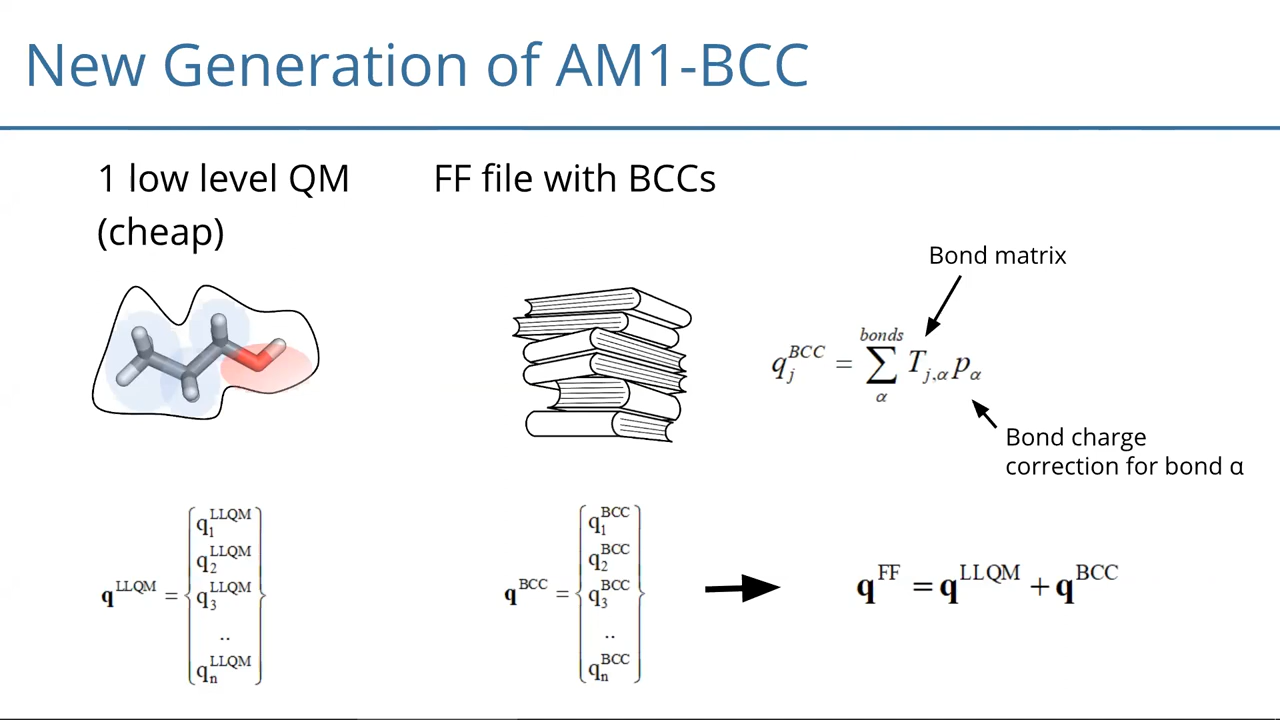 New Generation of AM1-BCC
1 low level QM
(cheap)
FF file with BCCs
Bond matrix
q_j^{BCC} = \sum_{α}^{bonds} T_{j,α} p_α
Bond charge
correction for bond α
q^{LLQM} = { q_1^{LLQM}
q_2^{LLQM}
q_3^{LLQM}
..
q_n^{LLQM} }
q^{BCC} = { q_1^{BCC}
q_2^{BCC}
q_3^{BCC}
..
q_n^{BCC} }
q^{FF} = q^{LLQM} + q^{BCC}